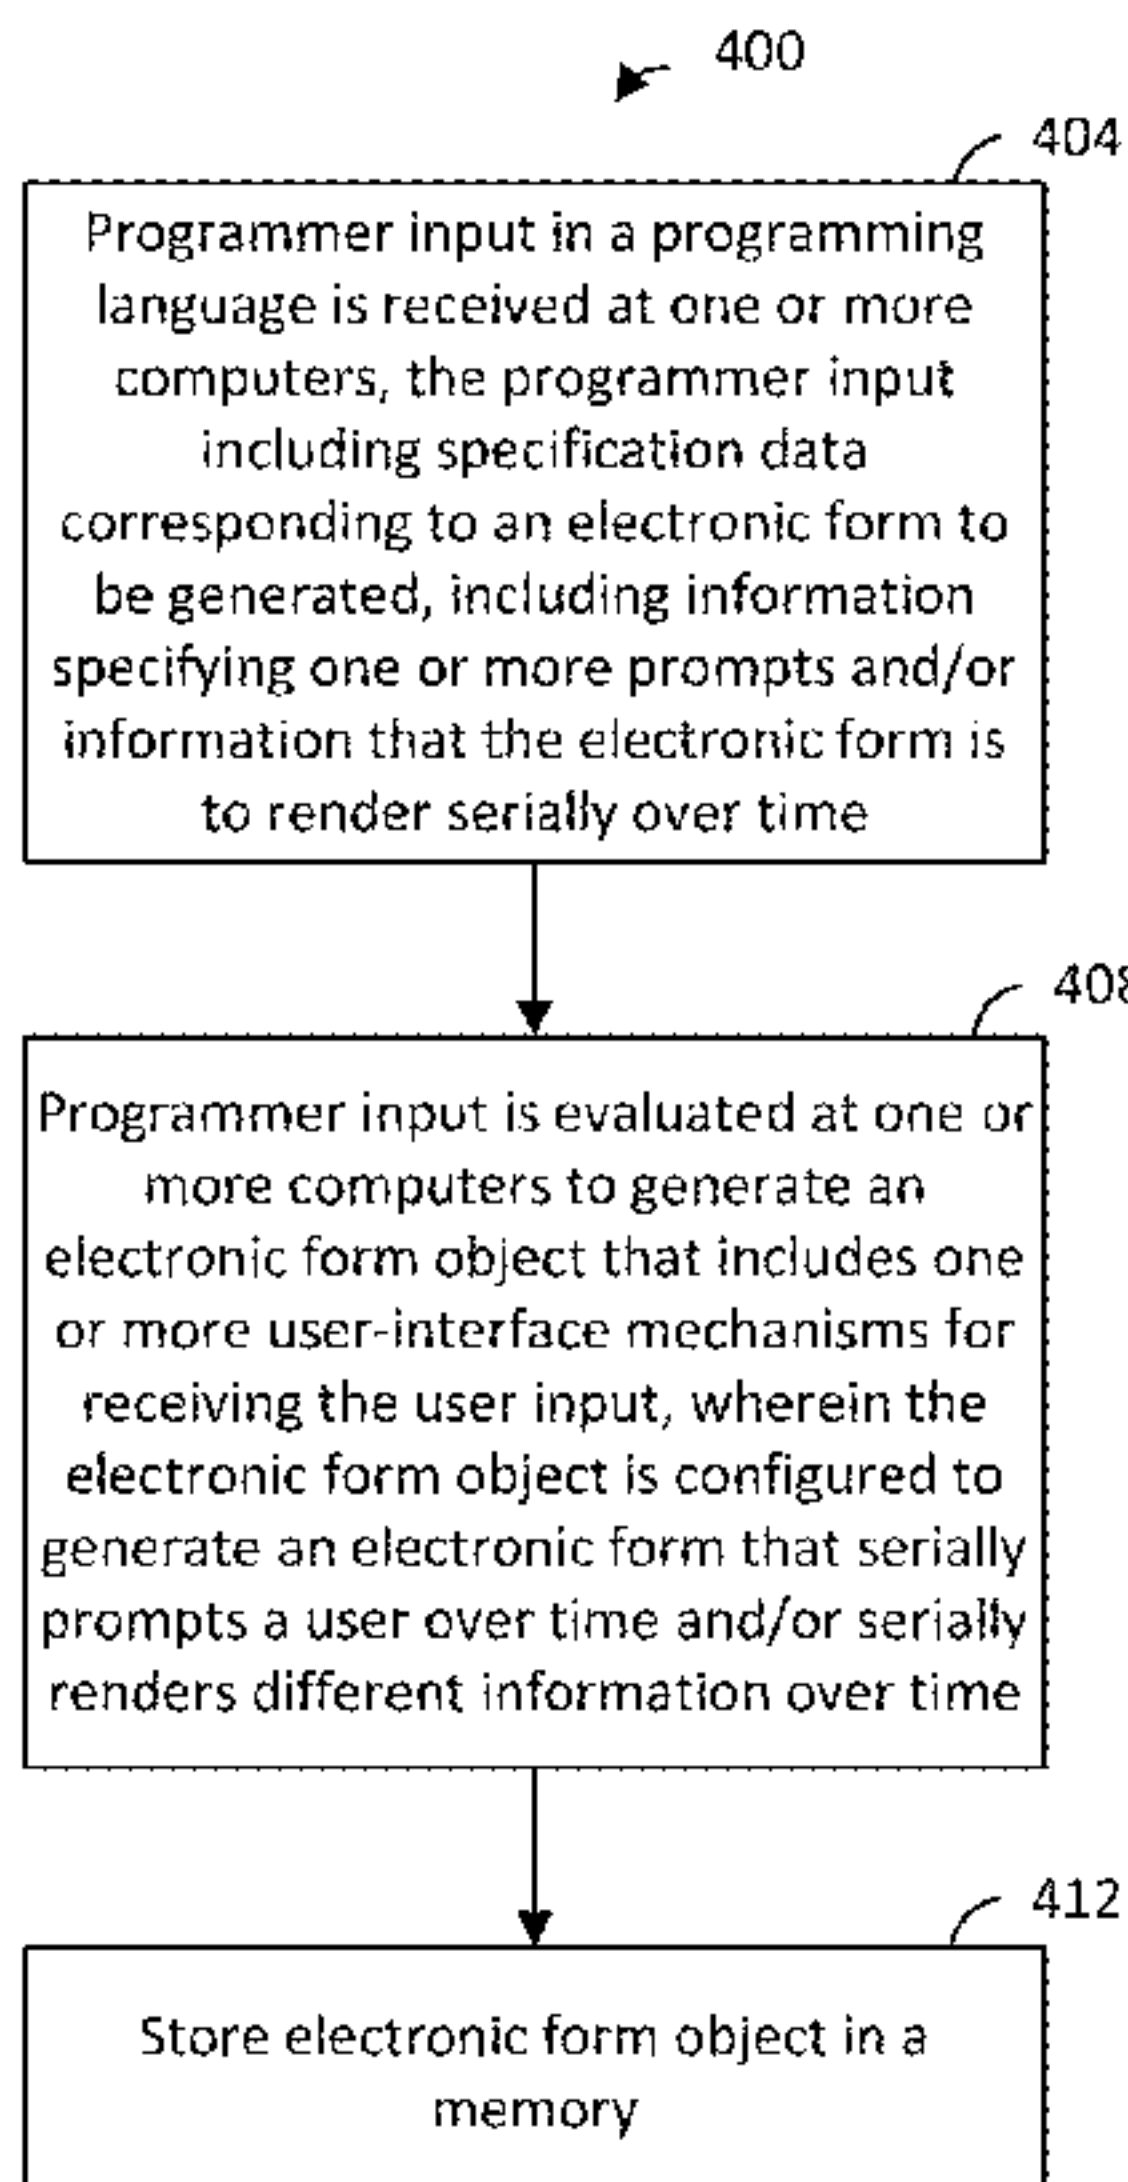 400
404
Programmer input in a programming
language is received at one or more
computers, the programmer input
including specification data
corresponding to an electronic form to
be generated, including information
specifying one or more prompts and/or
information that the electronic form is
to render serially over time
408
Programmer input is evaluated at one or
more computers to generate an
electronic form object that includes one
or more user-interface mechanisms for
receiving the user input, wherein the
electronic form object is configured to
generate an electronic form that serially
prompts a user over time and/or serially
renders different information over time
412
Store electronic form object in a
memory